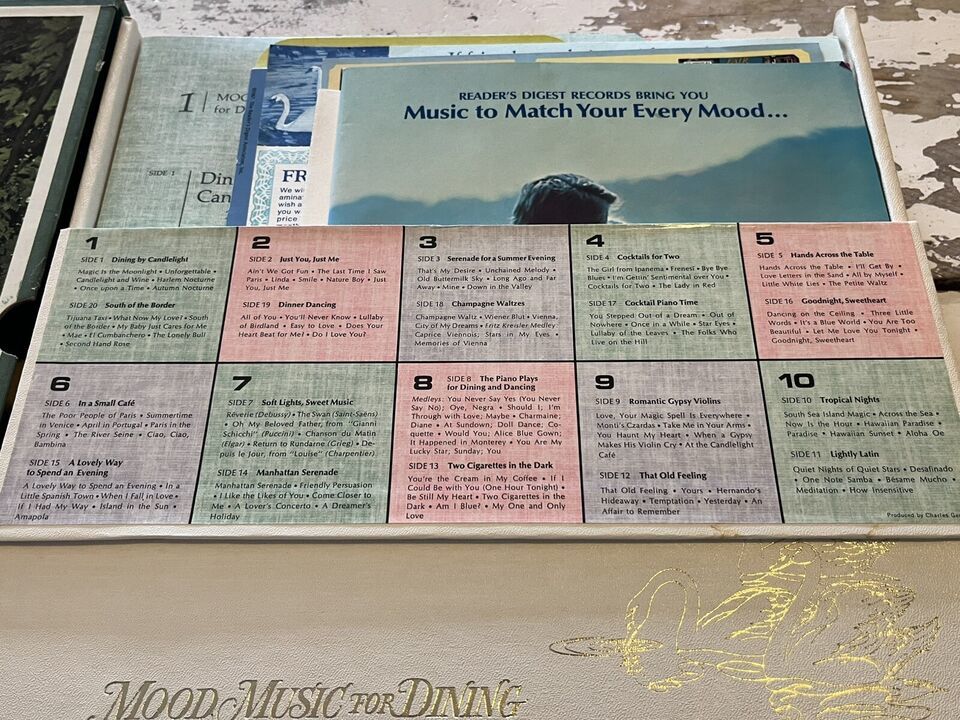 1 | MOO
for D
SIDE 1
Din
Can
FR
We wi
amina
wish a
you w
price
READER'S DIGEST RECORDS BRING YOU
Music to Match Your Every Mood...
1
SIDE 1 Dining by Candlelight
Magic Is the Moonlight • Unforgettable •
Candlelight and Wine • Harlem Nocturne
• Once upon a Time • Autumn Nocturne
SIDE 20 South of the Border
Tijuana Taxi • What Now My Love? • South
of the Border • My Baby Just Cares for Me
• Mae • El Cumbanchero • The Lonely Bull
• Second Hand Rose
2
SIDE 2 Just You, Just Me
Ain't We Got Fun • The Last Time I Saw
Paris • Linda • Smile • Nature Boy • Just
You, Just Me
SIDE 19 Dinner Dancing
All of You • You'll Never Know • Lullaby
of Birdland • Easy to Love • Does Your
Heart Beat for Me? • Do I Love You?
3
SIDE 3 Serenade for a Summer Evening
That's My Desire • Unchained Melody •
Old Buttermilk Sky • Long Ago and Far
Away • Mine • Down in the Valley
SIDE 18 Champagne Waltzes
Champagne Waltz • Wiener Blut • Vienna,
City of My Dreams • Fritz Kreisler Medley:
Caprice Viennois; Stars in My Eyes •
Memories of Vienna
4
SIDE 4 Cocktails for Two
The Girl from Ipanema • Frenesí • Bye Bye
Blues • I'm Gettin' Sentimental over You •
Cocktails for Two • The Lady in Red
SIDE 17 Cocktail Piano Time
You Stepped Out of a Dream • Out of
Nowhere • Once in a While • Star Eyes •
Lullaby of the Leaves • The Folks Who
Live on the Hill
5
SIDE 5 Hands Across the Table
Hands Across the Table • I'll Get By •
Love Letters in the Sand • All by Myself •
Little White Lies • The Petite Waltz
SIDE 16 Goodnight, Sweetheart
Dancing on the Ceiling • Three Little
Words • It's a Blue World • You Are Too
Beautiful • Let Me Love You Tonight •
Goodnight, Sweetheart
6
SIDE 6 In a Small Café
The Poor People of Paris • Summertime
in Venice • April in Portugal • Paris in the
Spring • The River Seine • Ciao, Ciao,
Bambina
SIDE 15 A Lovely Way
to Spend an Evening
A Lovely Way to Spend an Evening • In a
Little Spanish Town • When I Fall in Love •
If I Had My Way • Island in the Sun •
Amapola
7
SIDE 7 Soft Lights, Sweet Music
Rêverie (Debussy) • The Swan (Saint-Saëns)
• Oh My Beloved Father, from "Gianni
Schicchi" (Puccini) • Chanson du Matin
(Elgar) • Return to Rundarne (Grieg) • De-
puis le Jour, from "Louise" (Charpentier)
SIDE 14 Manhattan Serenade
Manhattan Serenade • Friendly Persuasion
• I Like the Likes of You • Come Closer to
Me • A Lover's Concerto • A Dreamer's
Holiday
8 SIDE 8 The Piano Plays
for Dining and Dancing
Medleys: You Never Say Yes (You Never
Say No); Oye, Negra • Should I; I'm
Through with Love; Maybe • Charmaine;
Diane • At Sundown; Doll Dance; Co-
quette • Would You; Alice Blue Gown;
It Happened in Monterey • You Are My
Lucky Star; Sunday; You
SIDE 13 Two Cigarettes in the Dark
You're the Cream in My Coffee • If I
Could Be with You (One Hour Tonight) •
Be Still My Heart • Two Cigarettes in the
Dark • Am I Blue? • My One and Only
Love
9
SIDE 9 Romantic Gypsy Violins
Love, Your Magic Spell Is Everywhere •
Monti's Czardas • Take Me in Your Arms •
You Haunt My Heart • When a Gypsy
Makes His Violin Cry • At the Candlelight
Café
SIDE 12 That Old Feeling
That Old Feeling • Yours • Hernando's
Hideaway • Temptation • Yesterday • An
Affair to Remember
10
SIDE 10 Tropical Nights
South Sea Island Magic • Across the Sea •
Now Is the Hour • Hawaiian Paradise •
Paradise • Hawaiian Sunset • Aloha Oe
SIDE 11 Lightly Latin
Quiet Nights of Quiet Stars • Desafinado
• One Note Samba • Bésame Mucho •
Meditation • How Insensitive
Produced by Charles Ge
MOOD MUSIC FOR DINING